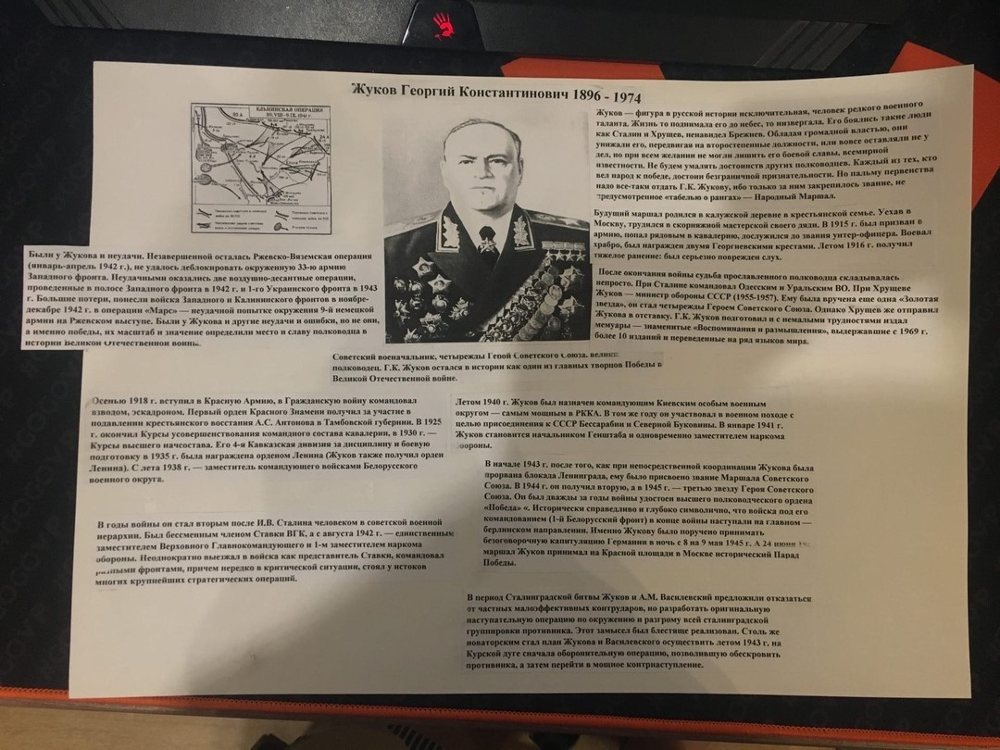 Жуков Георгий Константинович 1896 - 1974
ЕЛЬНИНСКАЯ ОПЕРАЦИЯ
Жуков — фигура в русской истории исключительная, человек редкого военного
таланта. Жизнь то поднимала его до небес, то низвергала. Его боялись такие люди
как Сталин и Хрущев, ненавидел Брежнев. Обладая громадной властью, они
унижали его, передвигая на второстепенные должности, или вовсе оставляли не у
дел, но при всем желании не могли лишить его боевой славы, всемирной
известности. Не будем умалять достоинств других полководцев. Каждый из тех, кто
вел народ к победе, достоин безграничной признательности. Но пальму первенства
надо все-таки отдать Г.К. Жукову, ибо только за ним закрепилось звание, не
предусмотренное «табелью о рангах» — Народный Маршал.
Будущий маршал родился в калужской деревне в крестьянской семье. Уехав в
Москву, трудился в скорняжной мастерской своего дяди. В 1915 г. был призван в
армию, попал рядовым в кавалерию, дослужился до звания унтер-офицера. Воевал
храбро, был награжден двумя Георгиевскими крестами. Летом 1916 г. получил
тяжелое ранение: был серьезно поврежден слух.
Были у Жукова и неудачи. Незавершенной осталась Ржевско-Вяземская операция
(январь-апрель 1942 г.), не удалось деблокировать окруженную 33-ю армию
Западного фронта. Неудачными оказались две воздушно-десантные операции,
проведенные в полосе Западного фронта в 1942 г. и 1-го Украинского фронта в 1943
г. Большие потери, понесли войска Западного и Калининского фронтов в ноябре-
декабре 1942 г. в операции «Марс» — неудачной попытке окружения 9-й немецкой
армии на Ржевском выступе. Были у Жукова и другие неудачи и ошибки, но не они,
а именно победы, их масштаб и значение определили место и славу полководца в
истории Великой Отечественной войны.
После окончания войны судьба прославленного полководца складывалась
непросто. При Сталине командовал Одесским и Уральским ВО. При Хрущеве
Жуков — министр обороны СССР (1955-1957). Ему была вручена еще одна «Золотая
звезда», он стал четырежды Героем Советского Союза. Однако Хрущев же отправил
Жукова в отставку. Г.К. Жуков подготовил и с немалыми трудностями издал
мемуары — знаменитые «Воспоминания и размышления», выдержавшие с 1969 г.
более 10 изданий и переведенные на ряд языков мира.
Советский военачальник, четырежды Герой Советского Союза,
полководец. Г.К. Жуков остался в истории как один из главных творцов Победы в
Великой Отечественной войне.
Осенью 1918 г. вступил в Красную Армию, в Гражданскую войну командовал
взводом, эскадроном. Первый орден Красного Знамени получил за участие в
подавлении крестьянского восстания А.С. Антонова в Тамбовской губернии. В 1925
г. окончил Курсы усовершенствования командного состава кавалерии, в 1930 г. —
Курсы высшего начсостава. Его 4-я Кавказская дивизия за дисциплину и боевую
подготовку в 1935 г. была награждена орденом Ленина (Жуков также получил орден
Ленина). С лета 1938 г. — заместитель командующего войсками Белорусского
военного округа.
Летом 1940 г. Жуков был назначен командующим Киевским особым военным
округом — самым мощным в РККА. В том же году он участвовал в военном походе с
целью присоединения к СССР Бессарабии и Северной Буковины. В январе 1941 г.
Жуков становится начальником Генштаба и одновременно заместителем наркома
обороны.
В начале 1943 г. после того, как при непосредственной координации Жукова была
прорвана блокада Ленинграда, ему было присвоено звание Маршала Советского
Союза. В 1944 г. он получил вторую, а в 1945 г. — третью звезду Героя Советского
Союза. Он был дважды за годы войны удостоен высшего полководческого ордена
«Победа» «. Исторически справедливо и глубоко символично, что войска под его
командованием (1-й Белорусский фронт) в конце войны наступали на главном —
берлинском направлении. Именно Жукову было поручено принимать
безоговорочную капитуляцию Германии в ночь с 8 на 9 мая 1945 г. А 24 июня
маршал Жуков принимал на Красной площади в Москве исторический Парад
Победы.
В годы войны он стал вторым после И.В. Сталина человеком в советской военной
иерархии. Был бессменным членом Ставки ВГК, а с августа 1942 г. — единственным
заместителем Верховного Главнокомандующего и 1-м заместителем наркома
обороны. Неоднократно выезжал в войска как представитель Ставки, командовал
разными фронтами, причем нередко в критической ситуации, стоял у истоков
многих крупнейших стратегических операций.
В период Сталинградской битвы Жуков и А.М. Василевский предложили отказаться
от частных малоэффективных контрударов, но разработать оригинальную
наступательную операцию по окружению и разгрому всей сталинградской
группировки противника. Этот замысел был блестяще реализован. Столь же
новаторским стал план Жукова и Василевского осуществить летом 1943 г. на
Курской дуге сначала оборонительную операцию, позволившую обескровить
противника, а затем перейти в мощное контрнаступление.